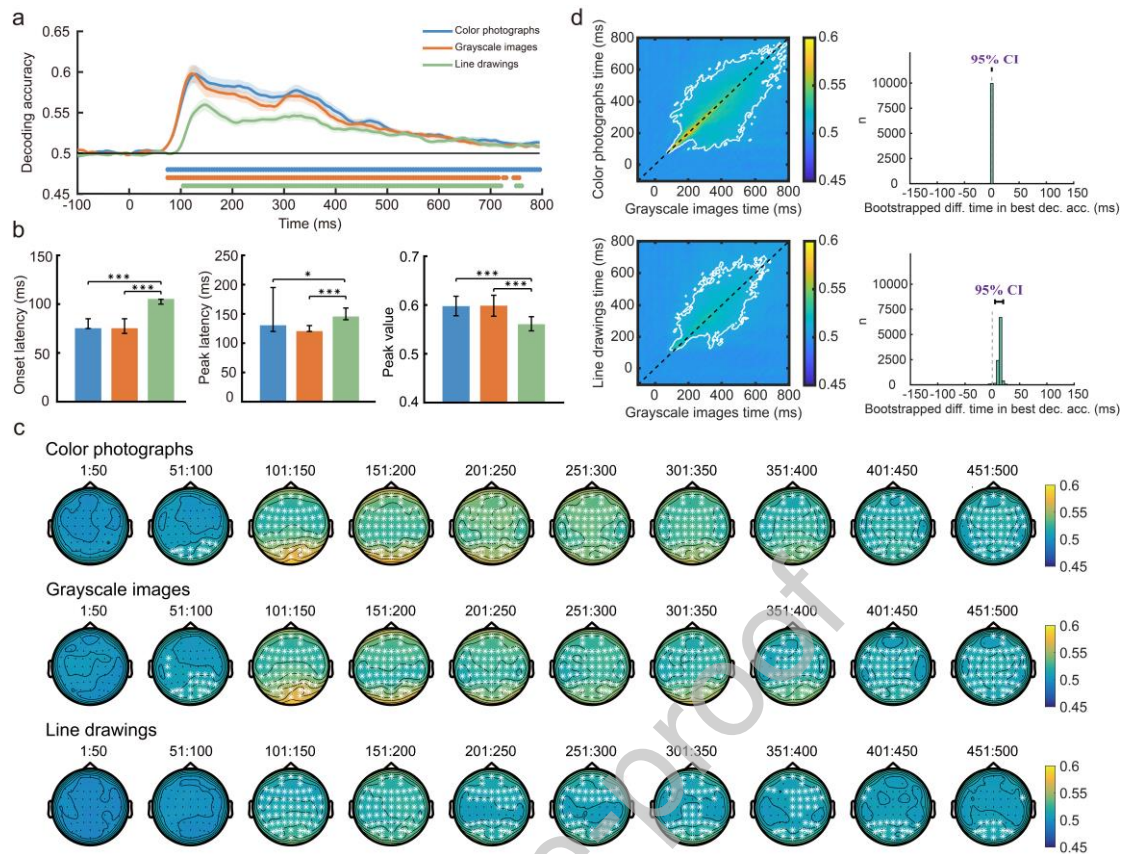 a
0.65
0.6
0.55
0.5
0.45
Decoding accuracy
Color photographs
Grayscale images
Line drawings
-100 0 100 200 300 400 500 600 700 800
Time (ms)
b
150
100
50
0
Onset latency (ms)
***
***
250
200
150
100
50
0
Peak latency (ms)
*
***
0.7
0.6
0.5
0.4
Peak value
***
***
d
800
600
400
200
0
Color photographs time (ms)
0 200 400 600 800
Grayscale images time (ms)
0.6
0.55
0.5
0.45
95% CI
10000
7500
5000
2500
0
n
-150 -100 -50 0 50 100 150
Bootstrapped diff. time in best dec. acc. (ms)
800
600
400
200
0
Line drawings time (ms)
0 200 400 600 800
Grayscale images time (ms)
0.6
0.55
0.5
0.45
95% CI
10000
7500
5000
2500
0
n
-150 -100 -50 0 50 100 150
Bootstrapped diff. time in best dec. acc. (ms)
c
Color photographs
1:50 51:100 101:150 151:200 201:250 251:300 301:350 351:400 401:450 451:500
0.6
0.55
0.5
0.45
Grayscale images
1:50 51:100 101:150 151:200 201:250 251:300 301:350 351:400 401:450 451:500
0.6
0.55
0.5
0.45
Line drawings
1:50 51:100 101:150 151:200 201:250 251:300 301:350 351:400 401:450 451:500
0.6
0.55
0.5
0.45
-proof